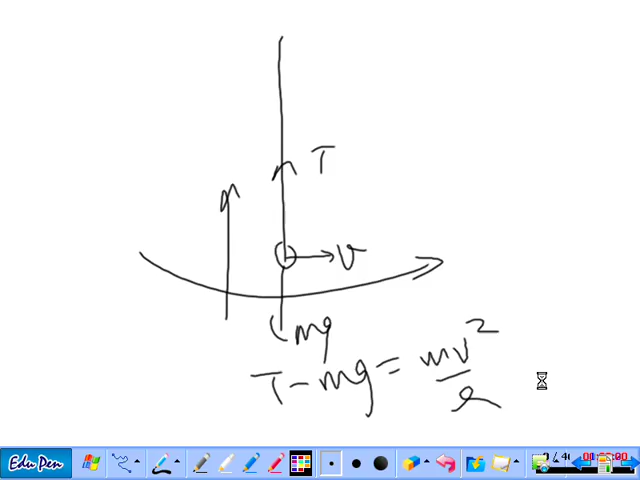 T
v
mg
T - mg = mv²/r
Edu Pen